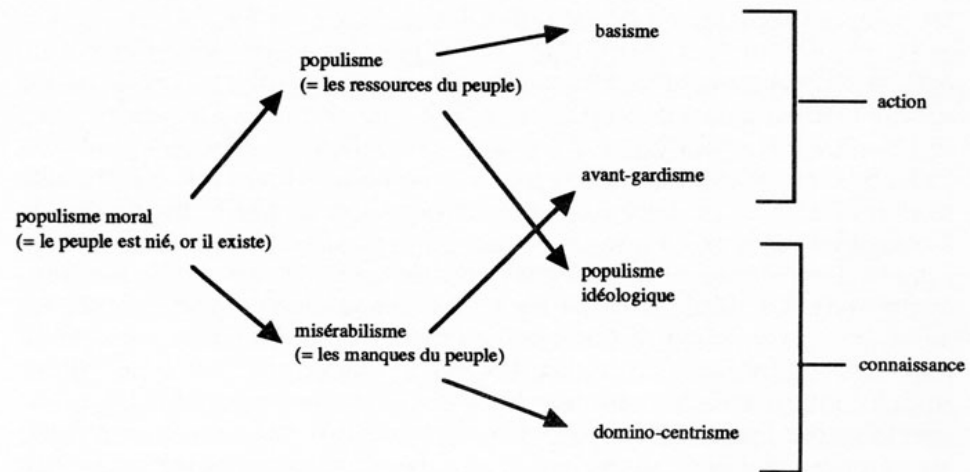 basisme
populisme
(= les ressources du peuple)
action
avant-gardisme
populisme moral
(= le peuple est nié, or il existe)
populisme
idéologique
misérabilisme
(= les manques du peuple)
connaissance
domino-centrisme